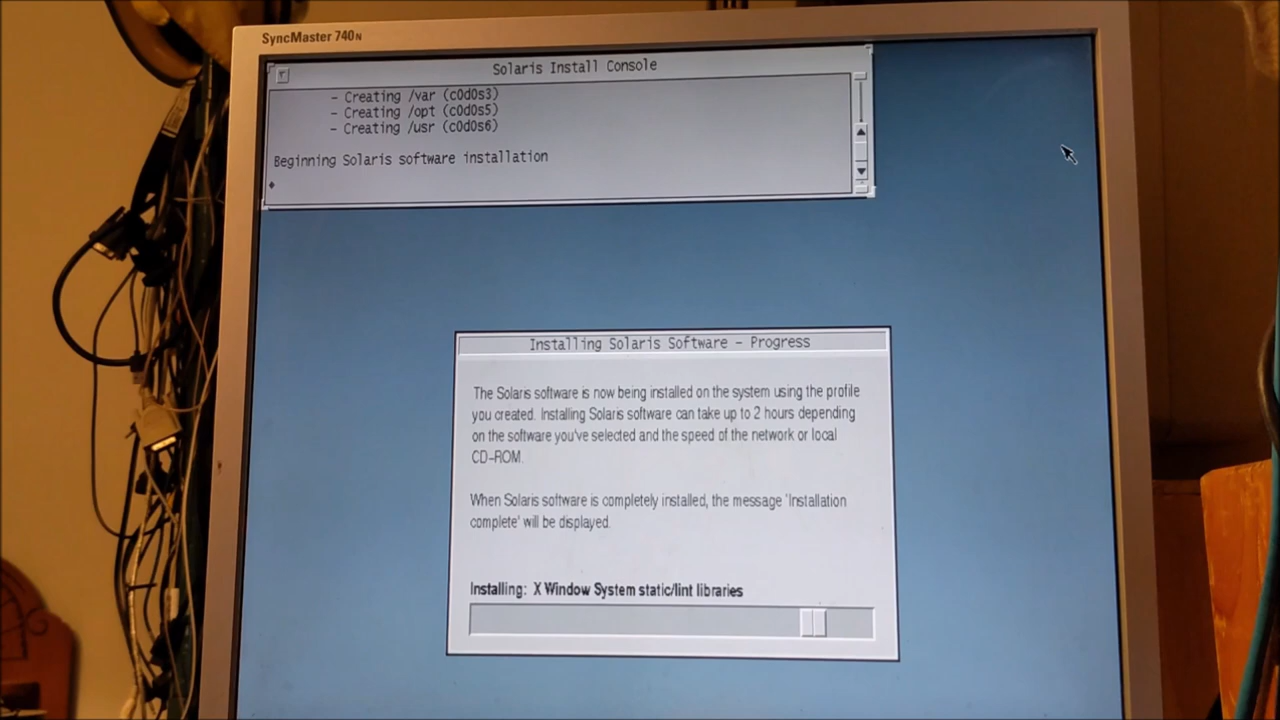 SyncMaster 740N
Solaris Install Console
- Creating /var (c0d0s3)
- Creating /opt (c0d0s5)
- Creating /usr (c0d0s6)
Beginning Solaris software installation
Installing Solaris Software - Progress
The Solaris software is now being installed on the system using the profile
you created. Installing Solaris software can take up to 2 hours depending
on the software you've selected and the speed of the network or local
CD-ROM.
When Solaris software is completely installed, the message 'Installation
complete' will be displayed.
Installing: X Window System static/lint libraries